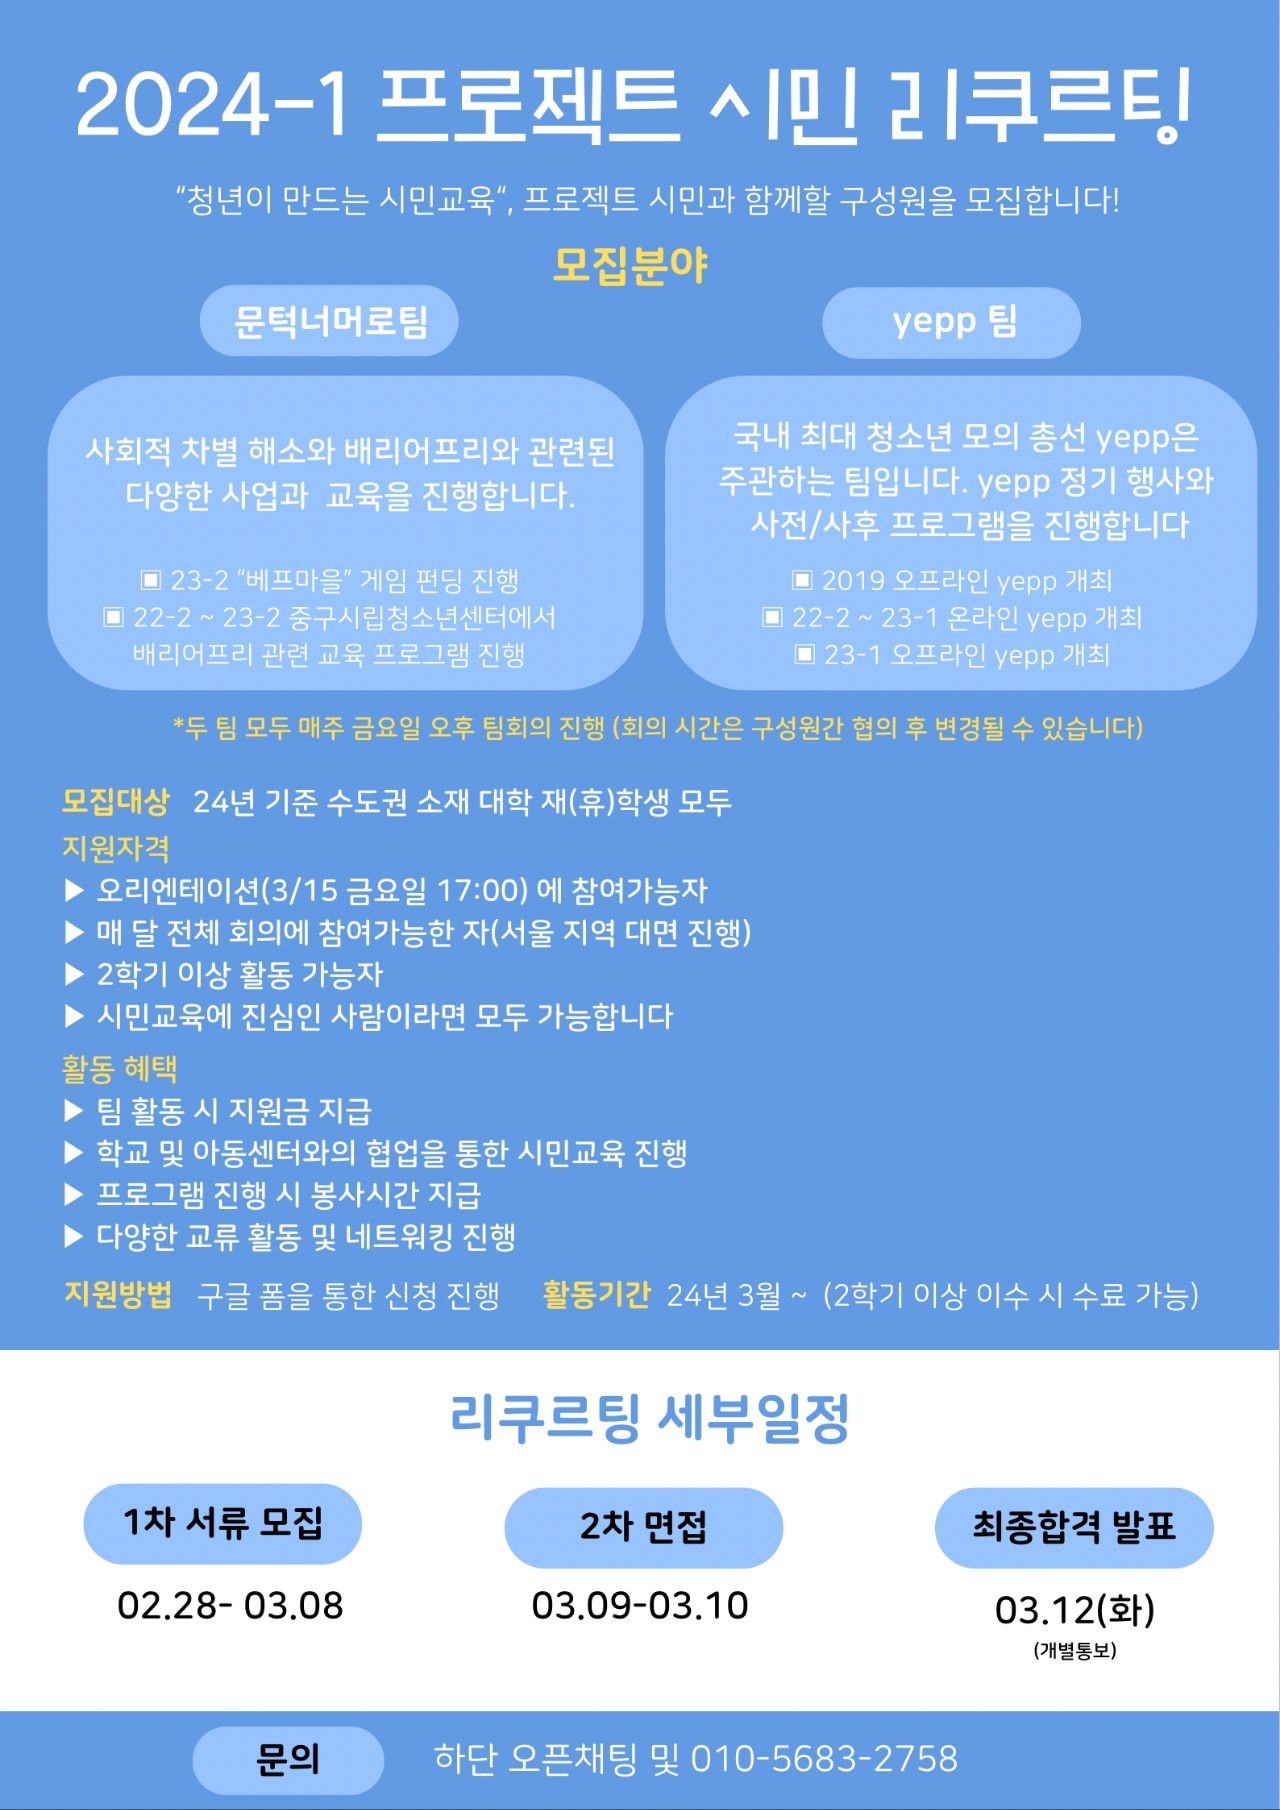 2024-1 프로젝트 시민 리쿠르팅
“청년이 만드는 시민교육“, 프로젝트 시민과 함께할 구성원을 모집합니다!
모집분야
문턱너머로팀
사회적 차별 해소와 배리어프리와 관련된
다양한 사업과 교육을 진행합니다.
▣ 23-2 “베프마을” 게임 펀딩 진행
▣ 22-2 ~ 23-2 중구시립청소년센터에서
배리어프리 관련 교육 프로그램 진행
yepp 팀
국내 최대 청소년 모의 총선 yepp은
주관하는 팀입니다. yepp 정기 행사와
사전/사후 프로그램을 진행합니다
▣ 2019 오프라인 yepp 개최
▣ 22-2 ~ 23-1 온라인 yepp 개최
▣ 23-1 오프라인 yepp 개최
*두 팀 모두 매주 금요일 오후 팀회의 진행 (회의 시간은 구성원간 협의 후 변경될 수 있습니다)
모집대상 24년 기준 수도권 소재 대학 재(휴)학생 모두
지원자격
▶ 오리엔테이션(3/15 금요일 17:00) 에 참여가능자
▶ 매 달 전체 회의에 참여가능한 자(서울 지역 대면 진행)
▶ 2학기 이상 활동 가능자
▶ 시민교육에 진심인 사람이라면 모두 가능합니다
활동 혜택
▶ 팀 활동 시 지원금 지급
▶ 학교 및 아동센터와의 협업을 통한 시민교육 진행
▶ 프로그램 진행 시 봉사시간 지급
▶ 다양한 교류 활동 및 네트워킹 진행
지원방법 구글 폼을 통한 신청 진행 활동기간 24년 3월 ~ (2학기 이상 이수 시 수료 가능)
리쿠르팅 세부일정
1차 서류 모집
02.28- 03.08
2차 면접
03.09-03.10
최종합격 발표
03.12(화)
(개별통보)
문의 하단 오픈채팅 및 010-5683-2758